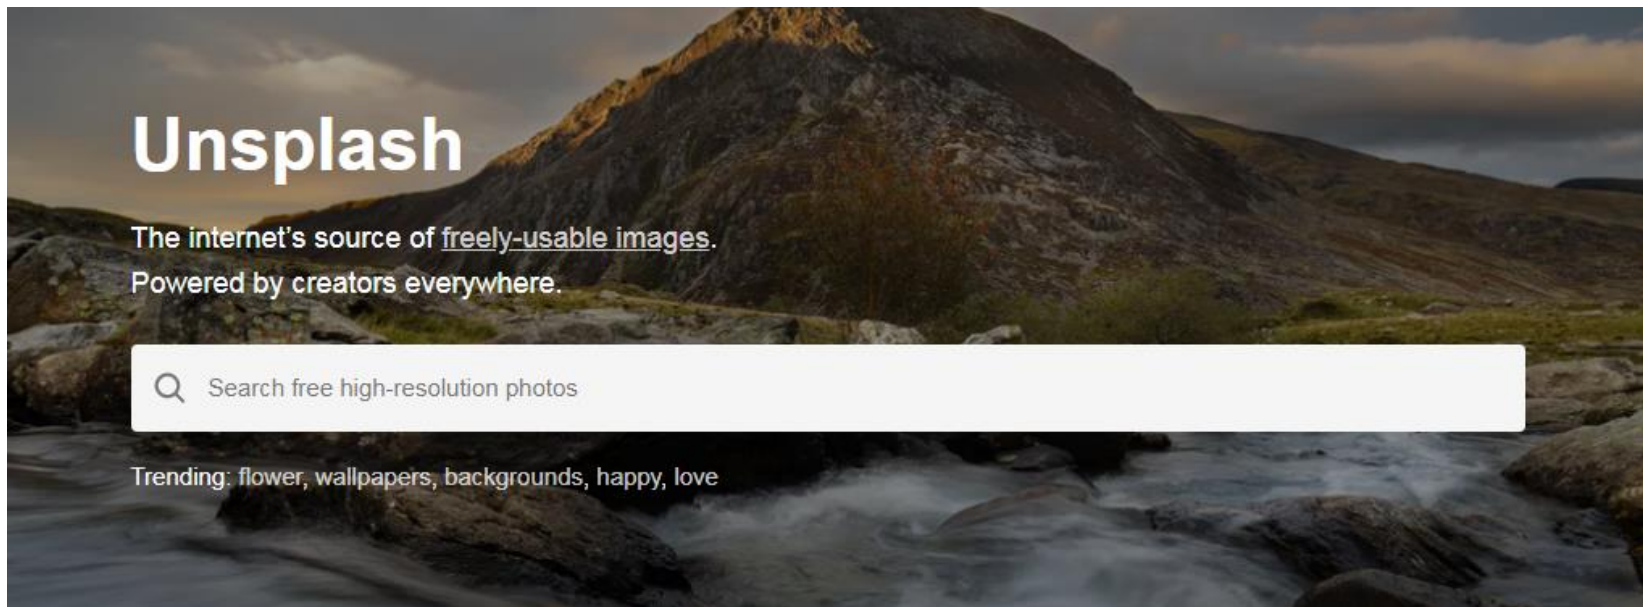 Unsplash
The internet’s source of freely-usable images.
Powered by creators everywhere.
Search free high-resolution photos
Trending: flower, wallpapers, backgrounds, happy, love